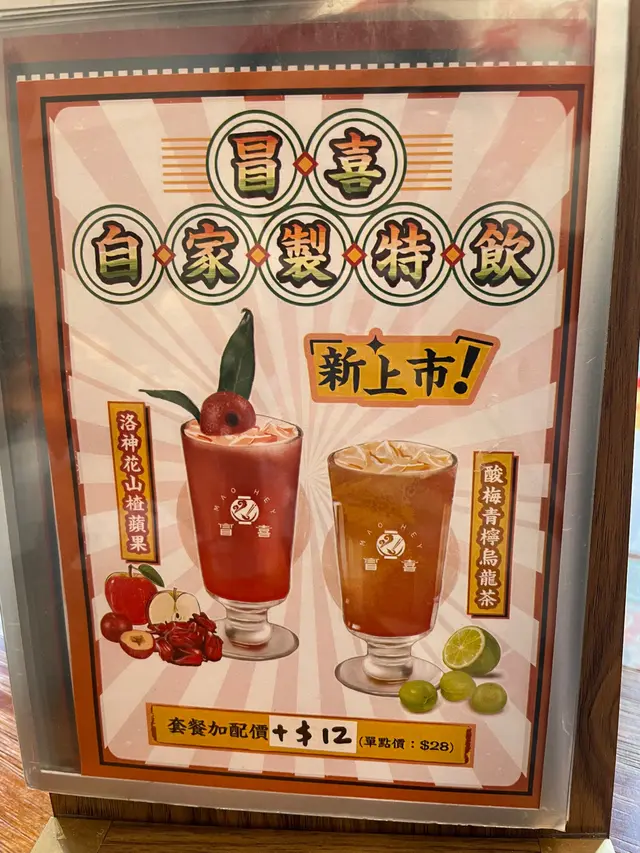 冒喜
自家製特飲
新上市!
洛神花山楂蘋果
MAO HEY
冒喜
MAO HEY
冒喜
酸梅青檸烏龍茶
套餐加配價+$12(單點價:$28)